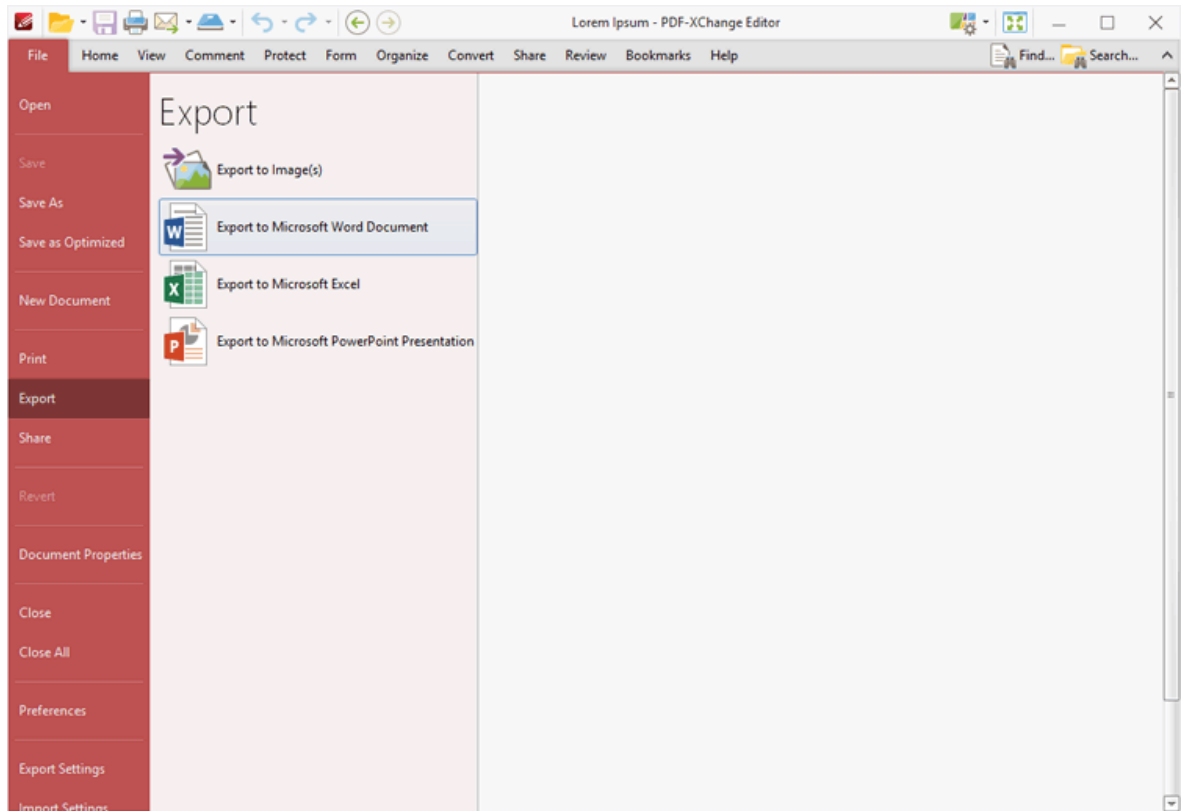 Lorem Ipsum - PDF-XChange Editor
File Home View Comment Protect Form Organize Convert Share Review Bookmarks Help Find... Search...
Open
Save
Save As
Save as Optimized
New Document
Print
Export
Share
Revert
Document Properties
Close
Close All
Preferences
Export Settings
Import Settings
Export
Export to Image(s)
W
Export to Microsoft Word Document
X
Export to Microsoft Excel
P
Export to Microsoft PowerPoint Presentation